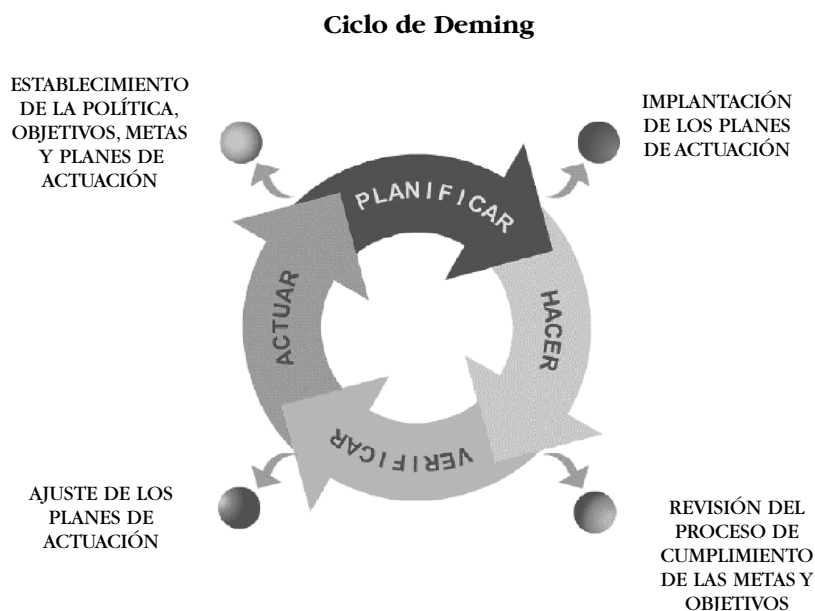 Ciclo de Deming
ESTABLECIMIENTO
DE LA POLÍTICA,
OBJETIVOS, METAS
Y PLANES DE
ACTUACIÓN
IMPLANTACIÓN
DE LOS PLANES
DE ACTUACIÓN
PLANIFICAR
HACER
VERIFICAR
ACTUAR
AJUSTE DE LOS
PLANES DE
ACTUACIÓN
REVISIÓN DEL
PROCESO DE
CUMPLIMIENTO
DE LAS METAS Y
OBJETIVOS